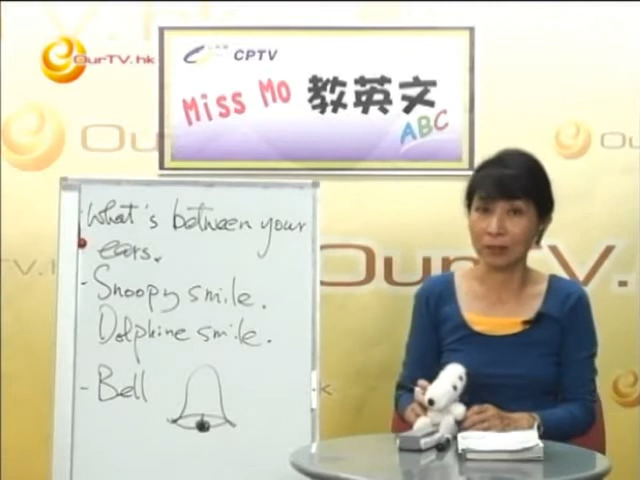 OurTV.hk
CPTV
Miss Mo 教英文
ABC
OurTV.hk
What's between your
ears.
- Snoopy smile.
Dolphine smile.
- Bell